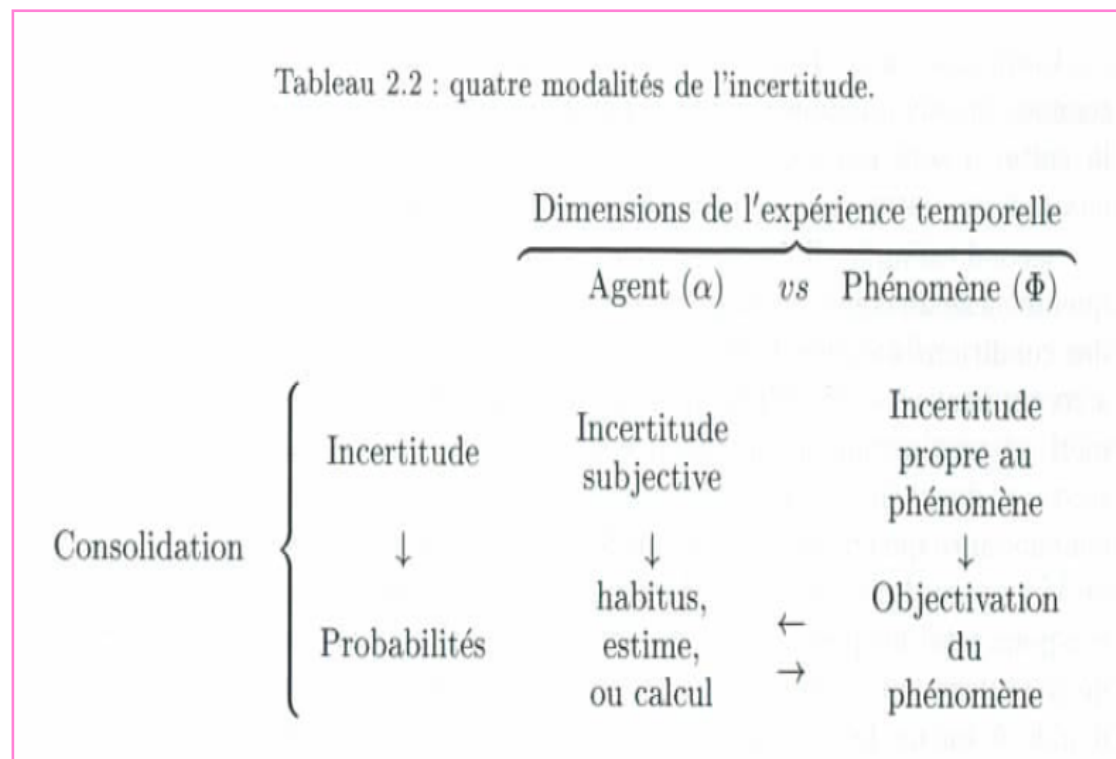 Tableau 2.2 : quatre modalités de l'incertitude.
Dimensions de l'expérience temporelle
Agent (α) vs Phénomène (Φ)
Consolidation
Incertitude
↓
Probabilités
Incertitude
subjective
↓
habitus,
estime,
ou calcul
←
→
Incertitude
propre au
phénomène
↓
Objectivation
du
phénomène